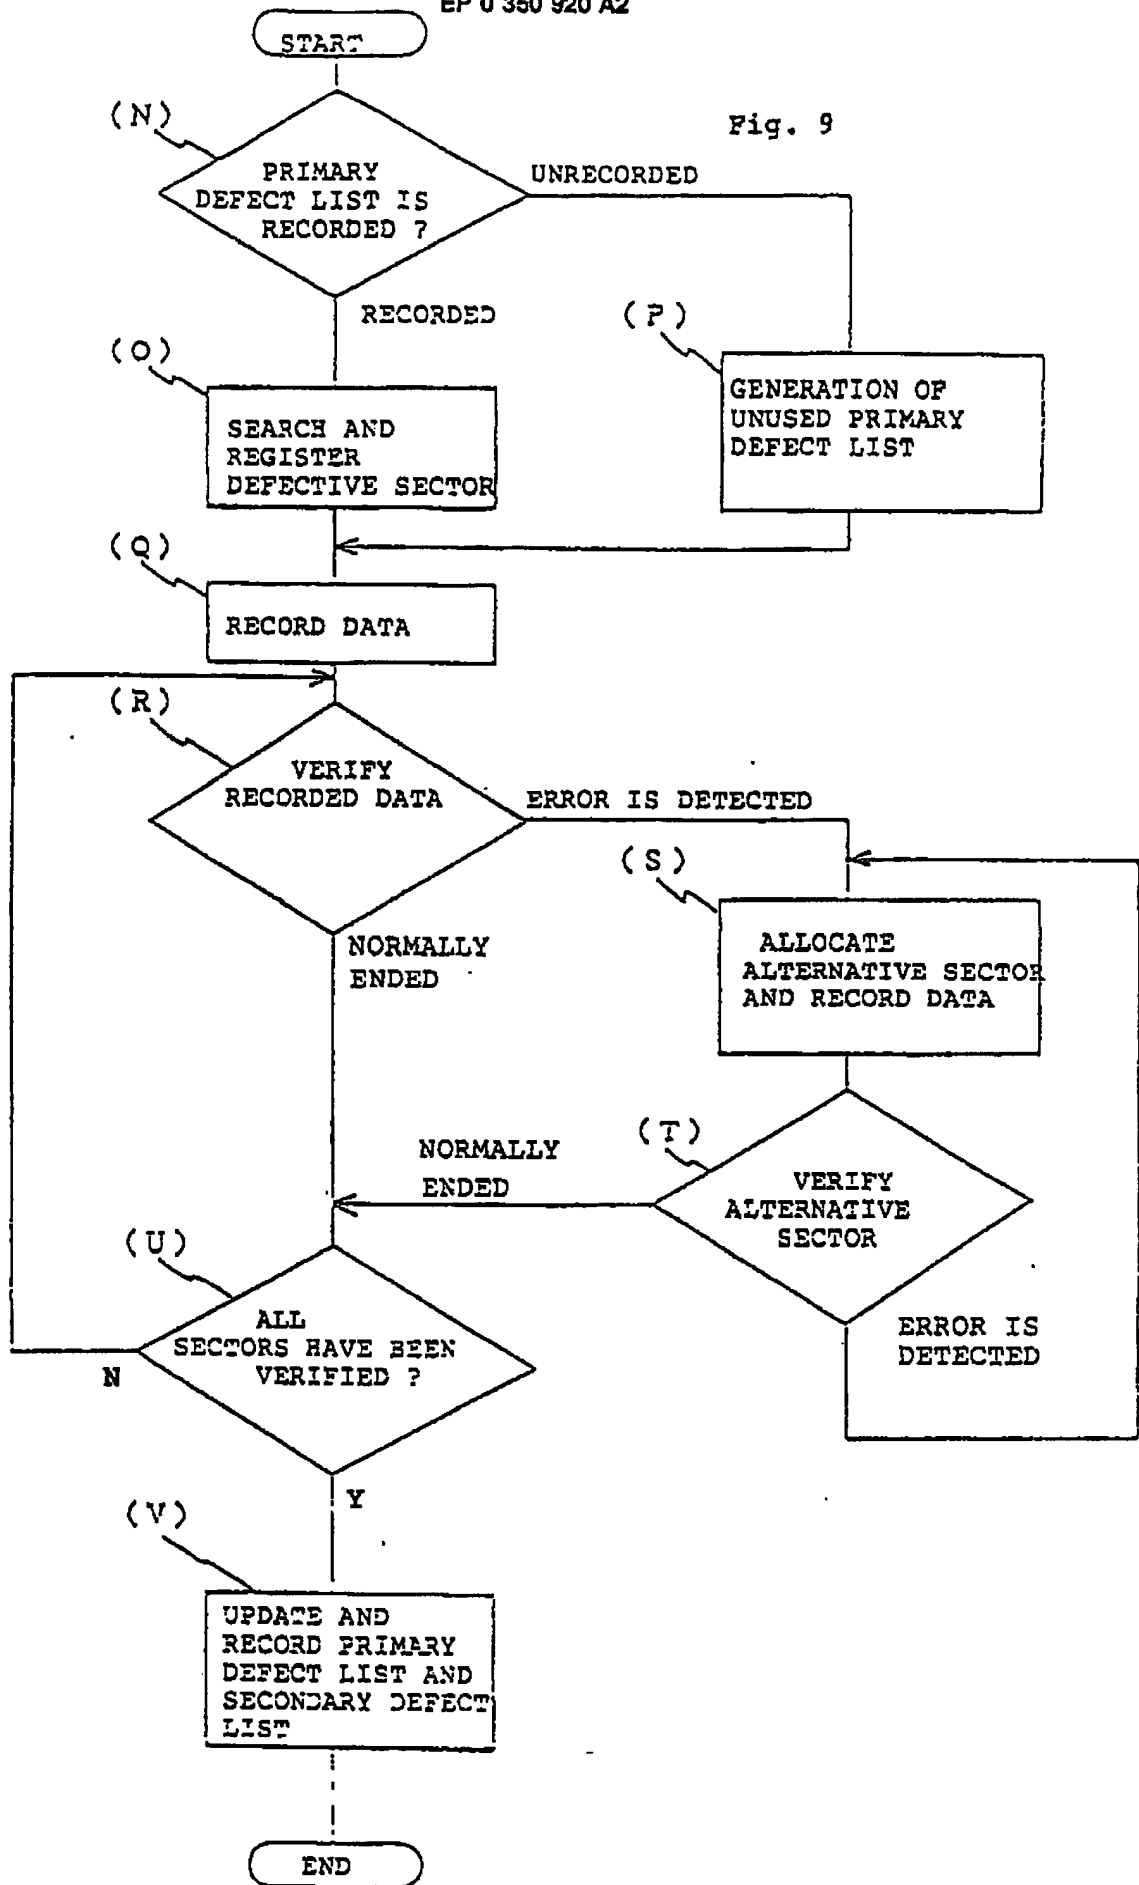 EP 0 350 920 A2
START
(N)
Fig. 9
PRIMARY
DEFECT LIST IS
RECORDED ?
UNRECORDED
RECORDED
(P)
(O)
GENERATION OF
UNUSED PRIMARY
DEFECT LIST
SEARCH AND
REGISTER
DEFECTIVE SECTOR
(Q)
RECORD DATA
(R)
VERIFY
RECORDED DATA
ERROR IS DETECTED
(S)
NORMALLY
ENDED
ALLOCATE
ALTERNATIVE SECTOR
AND RECORD DATA
(T)
NORMALLY
ENDED
VERIFY
ALTERNATIVE
SECTOR
(U)
ALL
SECTORS HAVE BEEN
VERIFIED ?
ERROR IS
DETECTED
N
Y
(V)
UPDATE AND
RECORD PRIMARY
DEFECT LIST AND
SECONDARY DEFECT
LIST
END